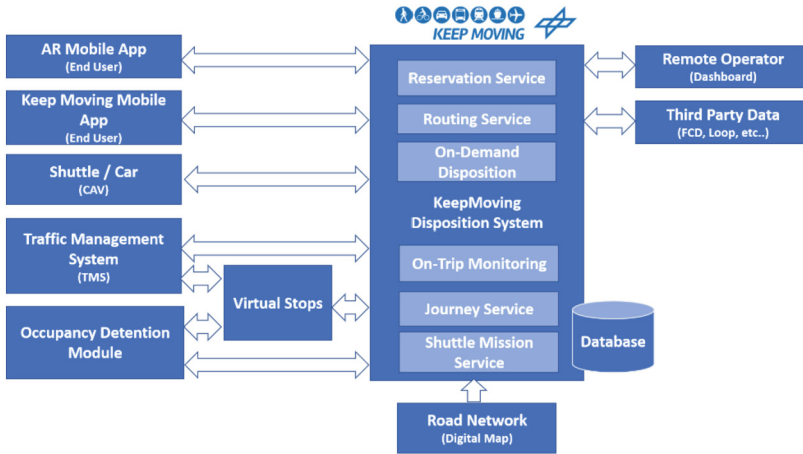 KEEP MOVING
AR Mobile App
(End User)
Keep Moving Mobile
App
(End User)
Shuttle / Car
(CAV)
Traffic Management
System
(TMS)
Occupancy Detention
Module
Virtual Stops
Reservation Service
Routing Service
On-Demand
Disposition
KeepMoving
Disposition System
On-Trip Monitoring
Journey Service
Shuttle Mission
Service
Database
Road Network
(Digital Map)
Remote Operator
(Dashboard)
Third Party Data
(FCD, Loop, etc..)